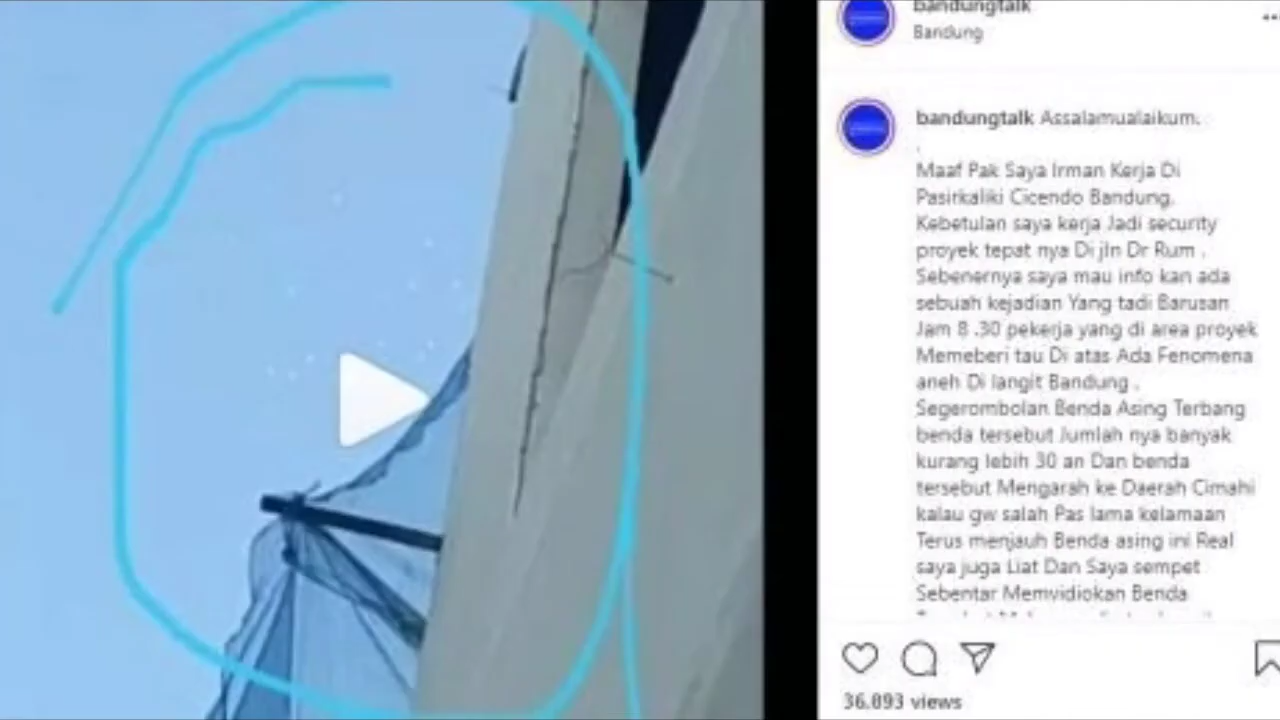 bandungtalk
Bandung
bandungtalk Assalamualaikum.
.
Maaf Pak Saya Irman Kerja Di
Pasirkaliki Cicendo Bandung.
Kebetulan saya kerja Jadi security
proyek tepat nya Di jln Dr Rum .
Sebenernya saya mau info kan ada
sebuah kejadian Yang tadi Barusan
Jam 8 .30 pekerja yang di area proyek
Memeberi tau Di atas Ada Fenomena
aneh Di langit Bandung .
Segerombolan Benda Asing Terbang
benda tersebut Jumlah nya banyak
kurang lebih 30 an Dan benda
tersebut Mengarah ke Daerah Cimahi
kalau gw salah Pas lama kelamaan
Terus menjauh Benda asing ini Real
saya juga Liat Dan Saya sempet
Sebentar Memvidiokan Benda
36.893 views